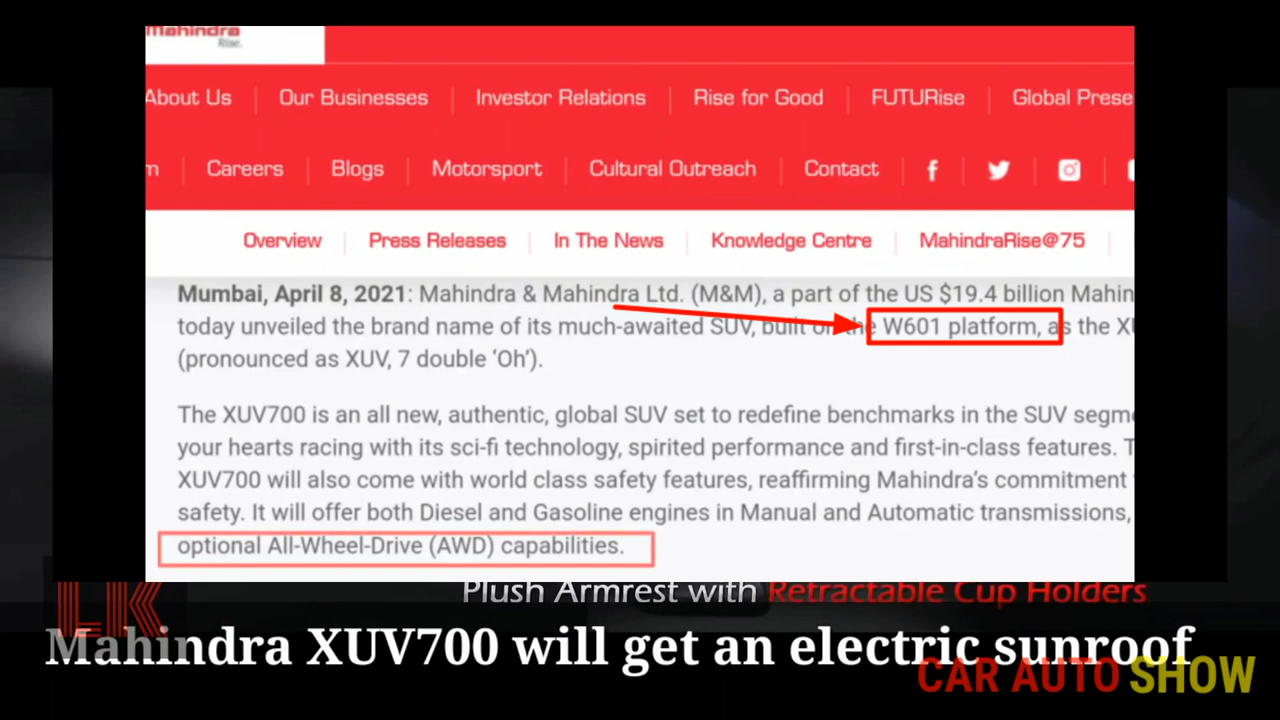 Mahindra
Rise.
About Us Our Businesses Investor Relations Rise for Good FUTURise Global Prese
m Careers Blogs Motorsport Cultural Outreach Contact
Overview Press Releases In The News Knowledge Centre MahindraRise@75
Mumbai, April 8, 2021: Mahindra & Mahindra Ltd. (M&M), a part of the US $19.4 billion Mahin
today unveiled the brand name of its much-awaited SUV, built on the W601 platform, as the XU
(pronounced as XUV, 7 double ‘Oh’).
The XUV700 is an all new, authentic, global SUV set to redefine benchmarks in the SUV segme
your hearts racing with its sci-fi technology, spirited performance and first-in-class features. T
XUV700 will also come with world class safety features, reaffirming Mahindra’s commitment
safety. It will offer both Diesel and Gasoline engines in Manual and Automatic transmissions,
optional All-Wheel-Drive (AWD) capabilities.
Plush Armrest with Retractable Cup Holders
LK
Mahindra XUV700 will get an electric sunroof
CAR AUTO SHOW